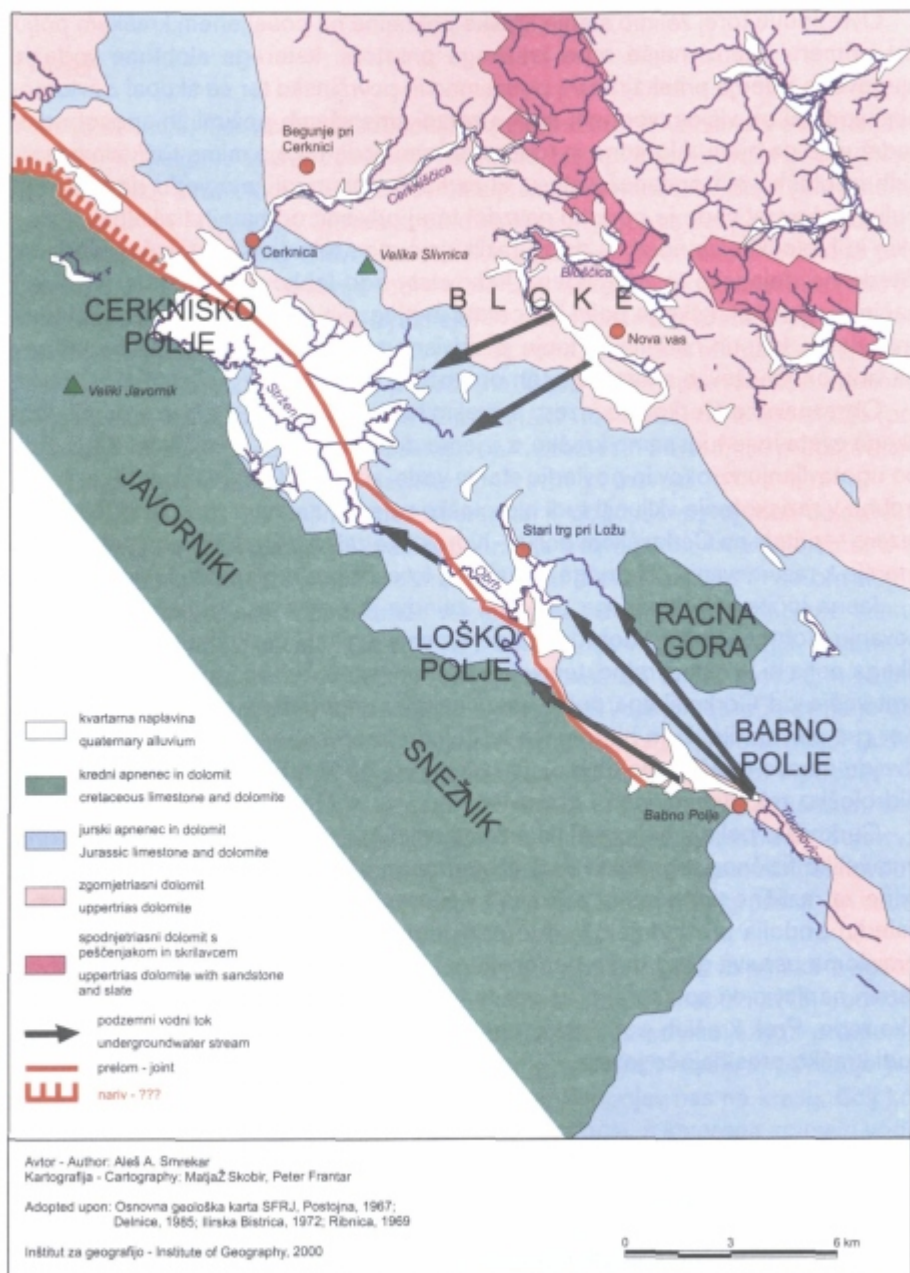 Begunje pri
Cerknici
Cerkniščica
Cerknica
Velika Slivnica
Bloščica
BLOKE
CERKNIŠKO
POLJE
Nova vas
Veliki Javornik
Stržen
JAVORNIKI
Stari trg pri Ložu
Obrh
RACNA
GORA
LOŠKO
POLJE
BABNO
POLJE
SNEŽNIK
Babno Polje
kvartarna naplavina
quaternary alluvium
kredni apnenec in dolomit
cretaceous limestone and dolomite
jurski apnenec in dolomit
Jurassic limestone and dolomite
zgornjetriasni dolomit
uppertrias dolomite
spodnjetriasni dolomit s
peščenjakom in skrilavcem
uppertrias dolomite with sandstone
and slate
podzemni vodni tok
undergroundwater stream
prelom - joint
nariv - ???
Avtor - Author: Aleš A. Smrekar
Kartografija - Cartography: MatjaŽ Skobir, Peter Frantar
Adopted upon: Osnovna geološka karta SFRJ, Postojna, 1967;
Delnice, 1985; Ilirska Bistrica, 1972; Ribnica, 1969
Inštitut za geografijo - Institute of Geography, 2000
0 3 6 km